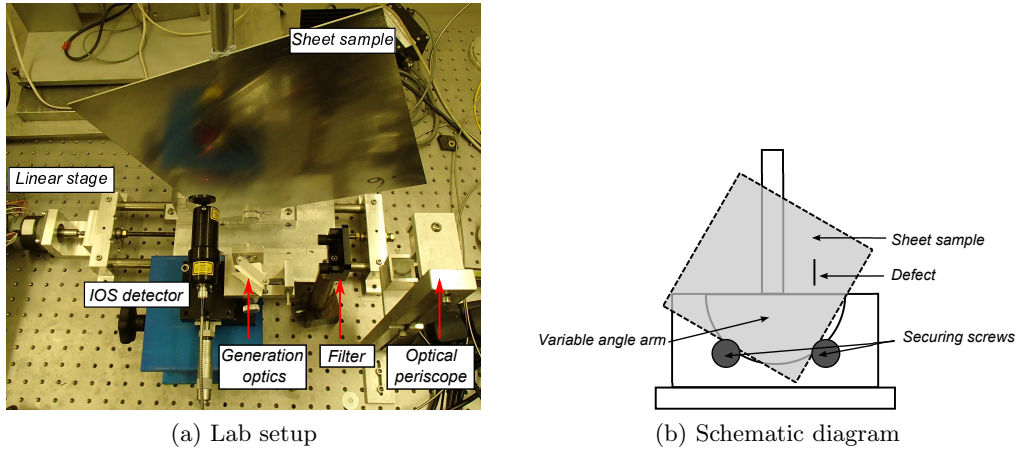 Sheet sample
Linear stage
IOS detector
Generation
optics
Filter
Optical
periscope
(a) Lab setup
Sheet sample
Defect
Variable angle arm
Securing screws
(b) Schematic diagram